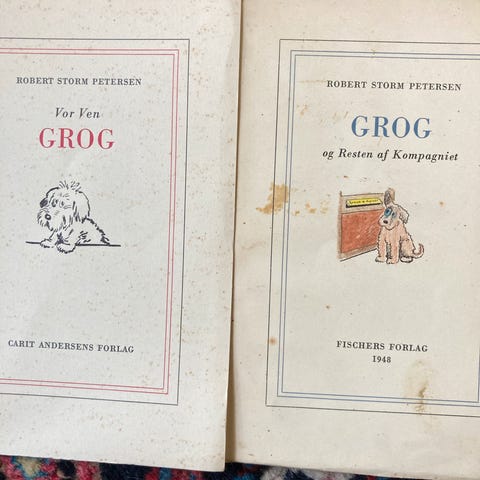 ROBERT STORM PETERSEN
Vor Ven
GROG
CARIT ANDERSENS FORLAG
ROBERT STORM PETERSEN
GROG
og Resten af Kompagniet
FISCHERS FORLAG
1948